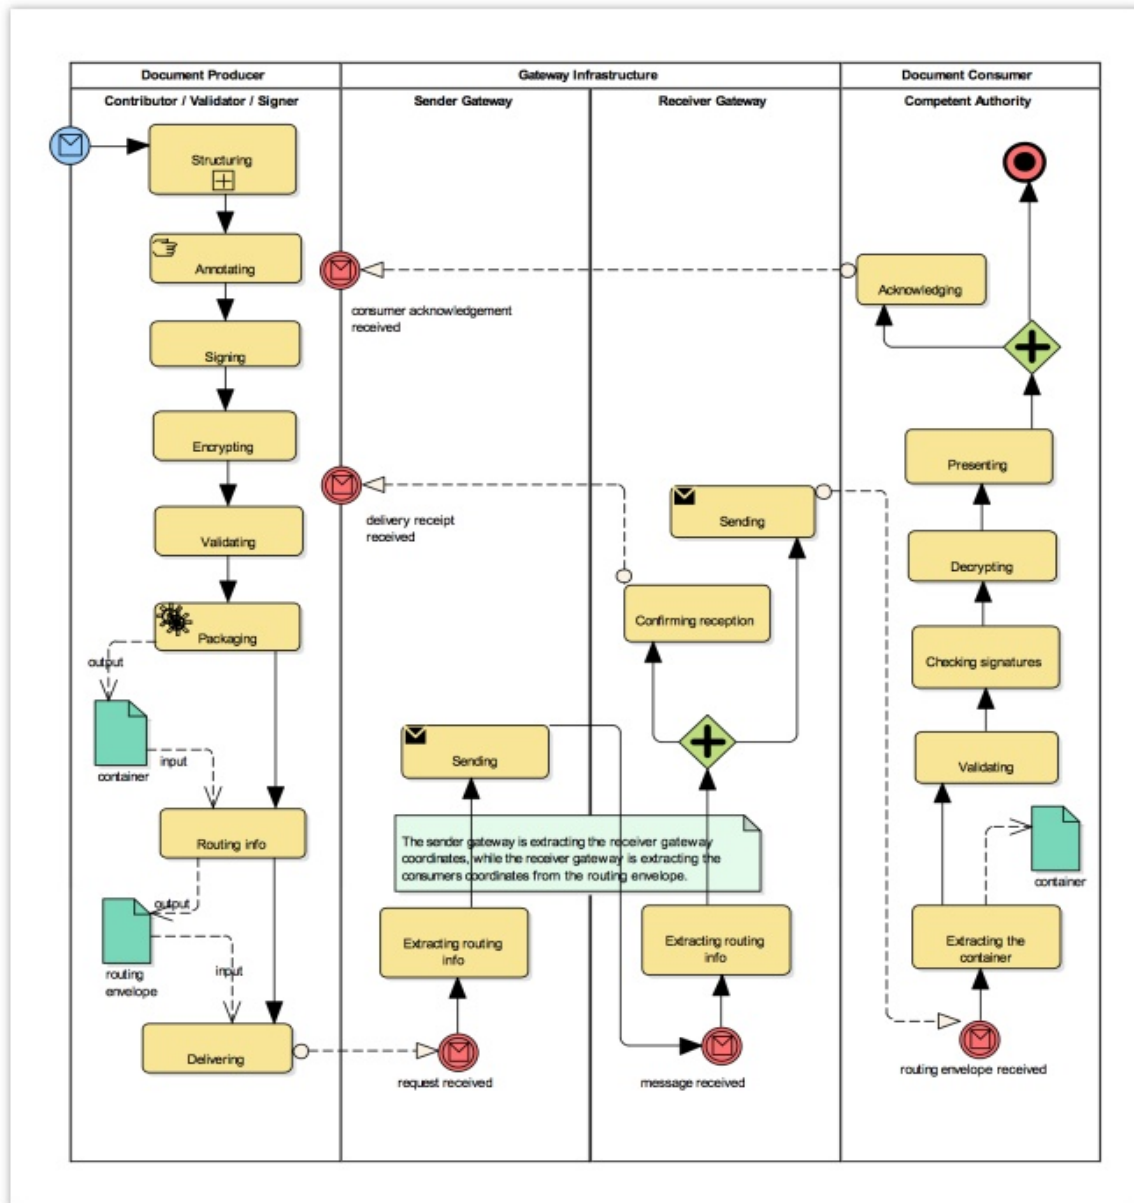 Document Producer
Gateway Infrastructure
Document Consumer
Contributor / Validator / Signer
Sender Gateway
Receiver Gateway
Competent Authority
Structuring
Annotating
Signing
Encrypting
Validating
Packaging
output
container
input
Routing info
output
routing
envelope
input
Delivering
consumer acknowledgement
received
delivery receipt
received
Sending
The sender gateway is extracting the receiver gateway
coordinates, while the receiver gateway is extracting the
consumers coordinates from the routing envelope.
Extracting routing
info
request received
Sending
Confirming reception
Extracting routing
info
message received
Acknowledging
Presenting
Decrypting
Checking signatures
Validating
container
Extracting the
container
routing envelope received